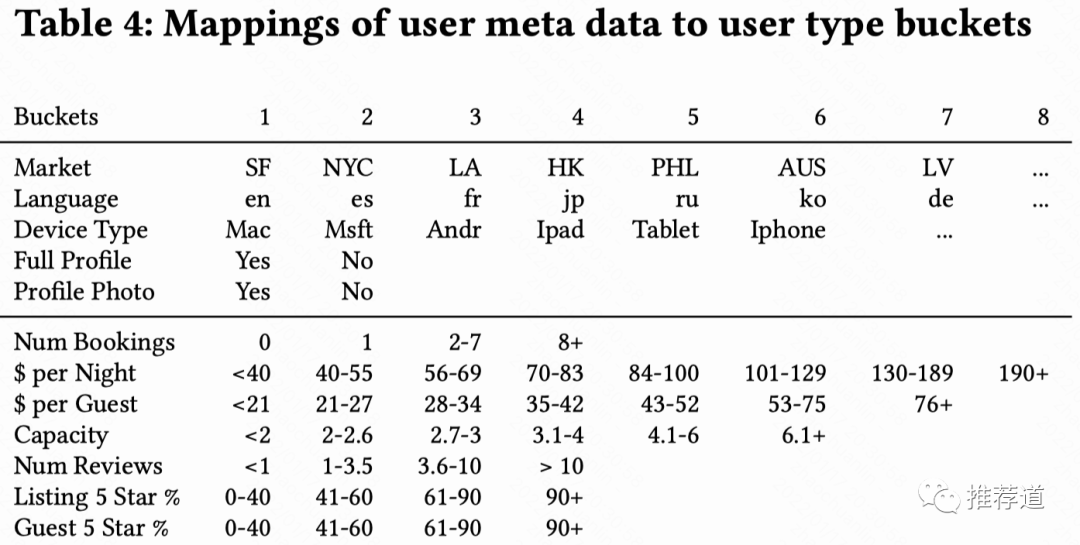 Table 4: Mappings of user meta data to user type buckets
Buckets 1 2 3 4 5 6 7 8
Market SF NYC LA HK PHL AUS LV ...
Language en es fr jp ru ko de ...
Device Type Mac Msft Andr Ipad Tablet Iphone ...
Full Profile Yes No
Profile Photo Yes No
Num Bookings 0 1 2-7 8+
$ per Night <40 40-55 56-69 70-83 84-100 101-129 130-189 190+
$ per Guest <21 21-27 28-34 35-42 43-52 53-75 76+
Capacity <2 2-2.6 2.7-3 3.1-4 4.1-6 6.1+
Num Reviews <1 1-3.5 3.6-10 > 10
Listing 5 Star % 0-40 41-60 61-90 90+
Guest 5 Star % 0-40 41-60 61-90 90+
推荐道